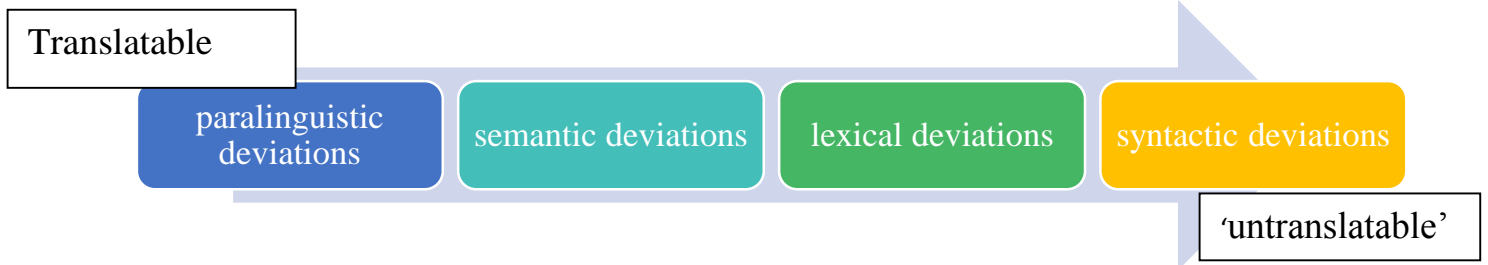 Translatable
paralinguistic
deviations
semantic deviations
lexical deviations
syntactic deviations
‘untranslatable’